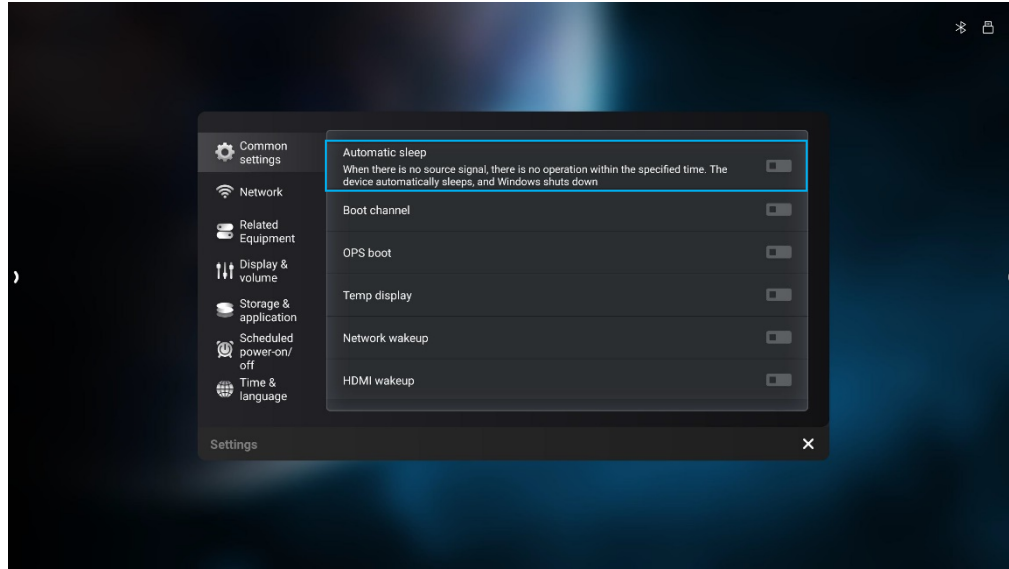 Common
settings
Network
Related
Equipment
Display &
volume
Storage &
application
Scheduled
power-on/
off
Time &
language
Automatic sleep
When there is no source signal, there is no operation within the specified time. The
device automatically sleeps, and Windows shuts down
Boot channel
OPS boot
Temp display
Network wakeup
HDMI wakeup
Settings